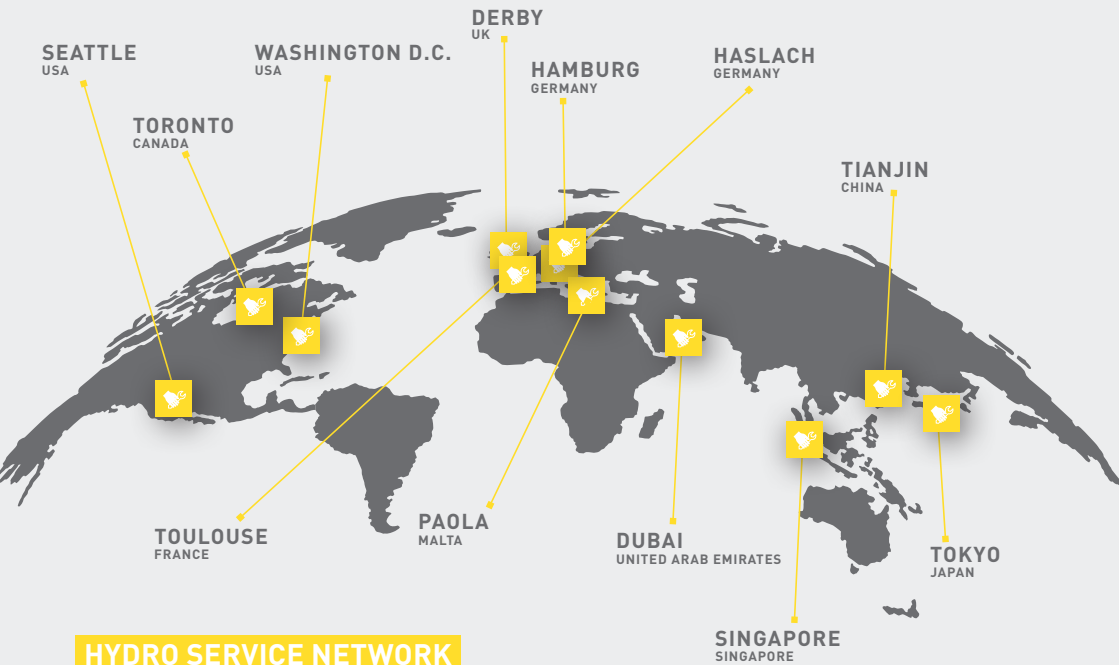 DERBY
UK
SEATTLE
USA
WASHINGTON D.C.
USA
HAMBURG
GERMANY
HASLACH
GERMANY
TORONTO
CANADA
TIANJIN
CHINA
TOULOUSE
FRANCE
PAOLA
MALTA
DUBAI
UNITED ARAB EMIRATES
TOKYO
JAPAN
SINGAPORE
SINGAPORE
HYDRO SERVICE NETWORK